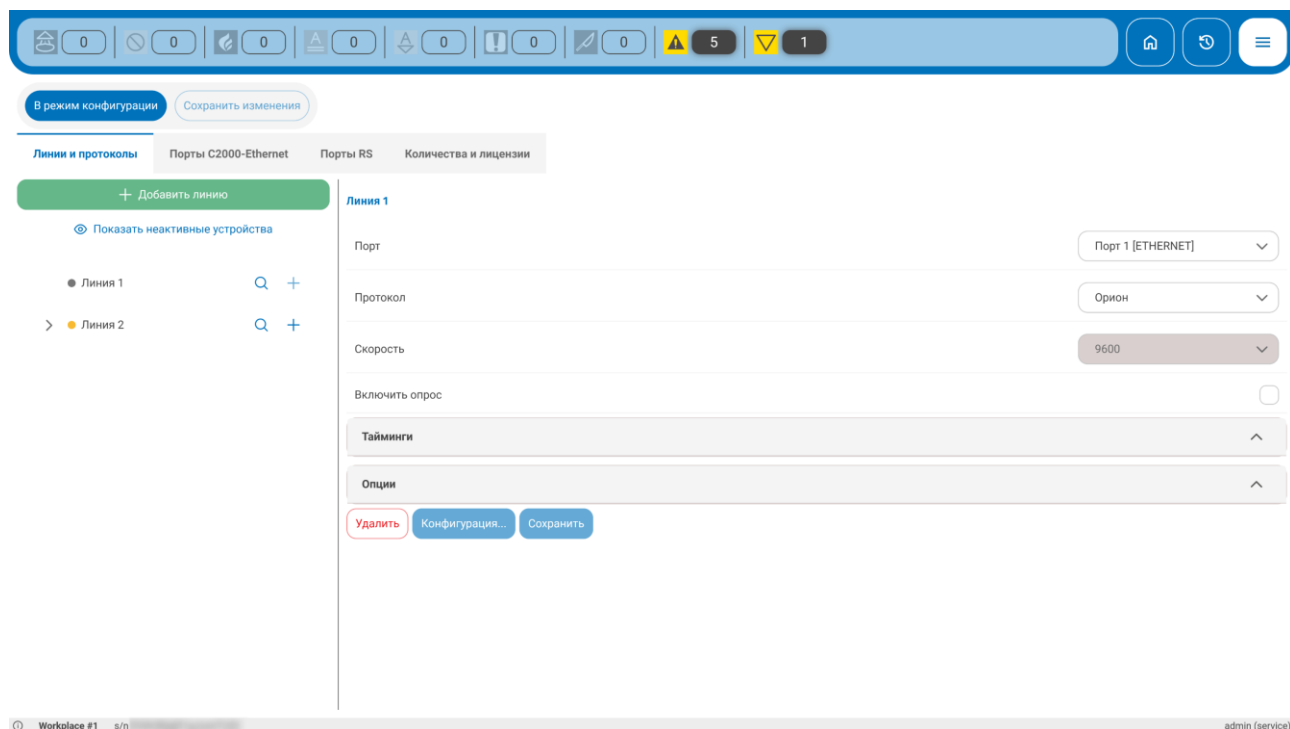 0 0 0 0 0 0 0 5 1
В режим конфигурации Сохранить изменения
Линии и протоколы Порты С2000-Ethernet Порты RS Количества и лицензии
Добавить линию
Показать неактивные устройства
Линия 1
Линия 2
Линия 1
Порт Порт 1 [ETHERNET]
Протокол Орион
Скорость 9600
Включить опрос
Тайминги
Опции
Удалить Конфигурация... Сохранить
Workplace #1 s/n admin (service)